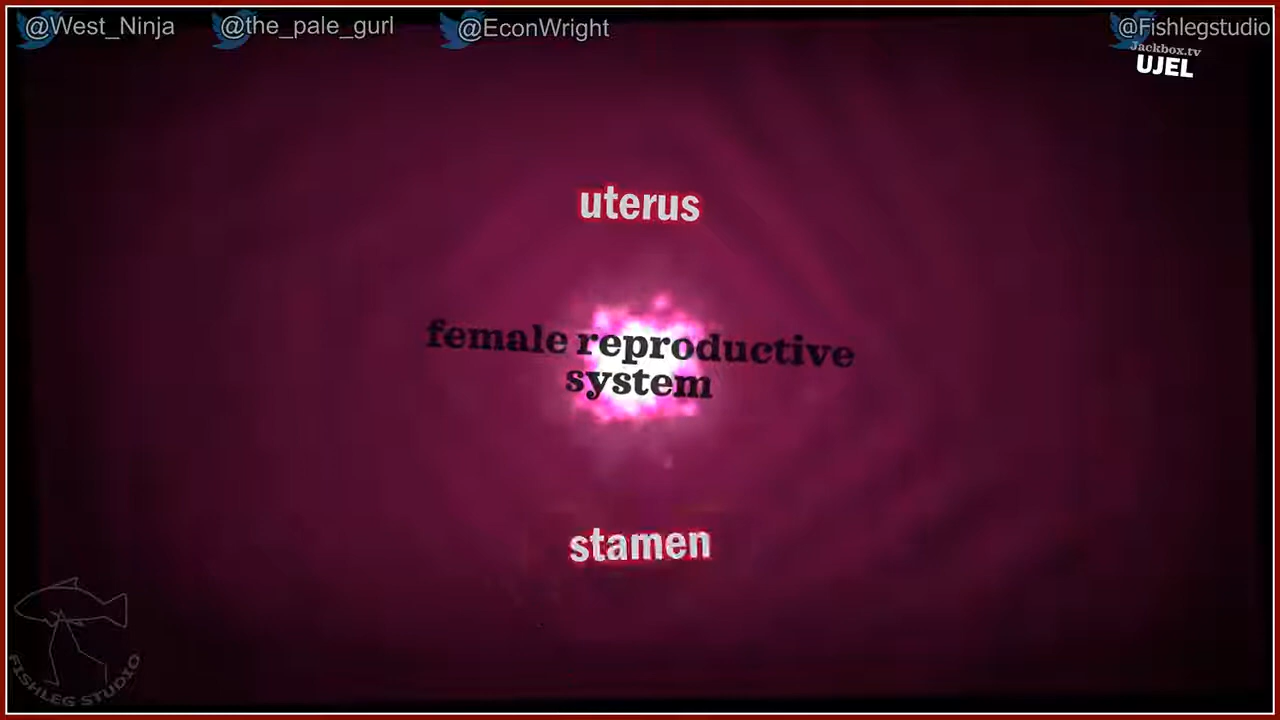 @West_Ninja @the_pale_gurl @EconWright @Fishlegstudio
Jackbox.tv
UJEL
uterus
female reproductive
system
stamen
FISHLEG STUDIO